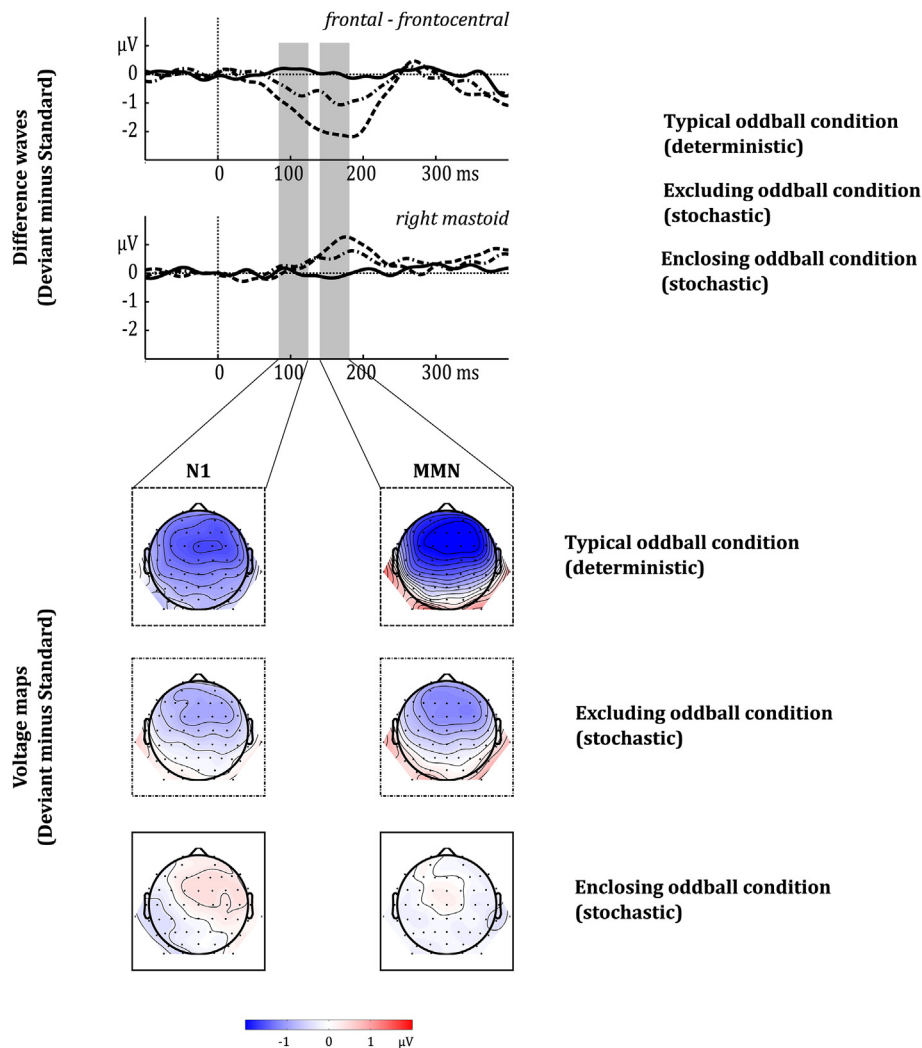 frontal - frontocentral
µV
0
-1
-2
0 100 200 300 ms
Difference waves
(Deviant minus Standard)
Typical oddball condition
(deterministic)
Excluding oddball condition
(stochastic)
Enclosing oddball condition
(stochastic)
right mastoid
µV
0
-1
-2
0 100 200 300 ms
N1 MMN
Voltage maps
(Deviant minus Standard)
Typical oddball condition
(deterministic)
Excluding oddball condition
(stochastic)
Enclosing oddball condition
(stochastic)
-1 0 1 µV